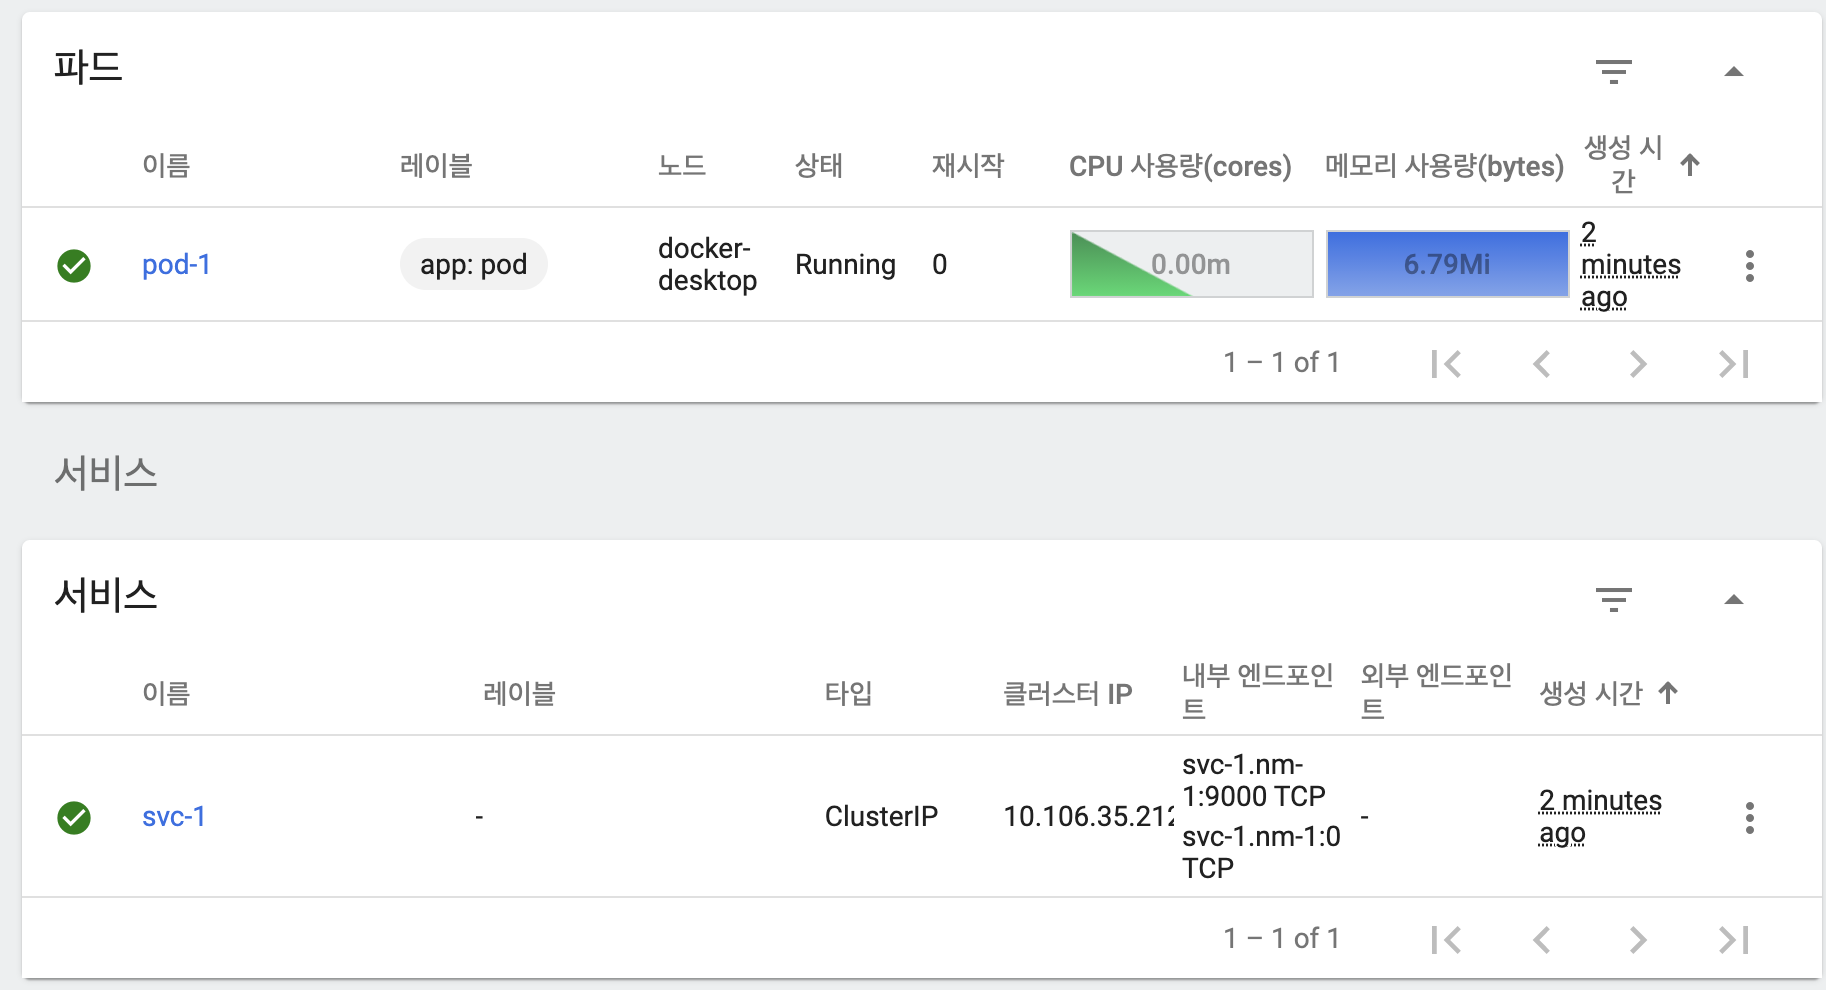 파드
이름 레이블 노드 상태 재시작 CPU 사용량(cores) 메모리 사용량(bytes) 생성 시
간
pod-1 app: pod docker-
desktop Running 0 0.00m 6.79Mi 2
minutes
ago
1 – 1 of 1
서비스
서비스
이름 레이블 타입 클러스터 IP 내부 엔드포인
트 외부 엔드포인
트 생성 시간
svc-1 - ClusterIP 10.106.35.212 svc-1.nm-
1:9000 TCP
svc-1.nm-1:0
TCP - 2 minutes
ago
1 – 1 of 1